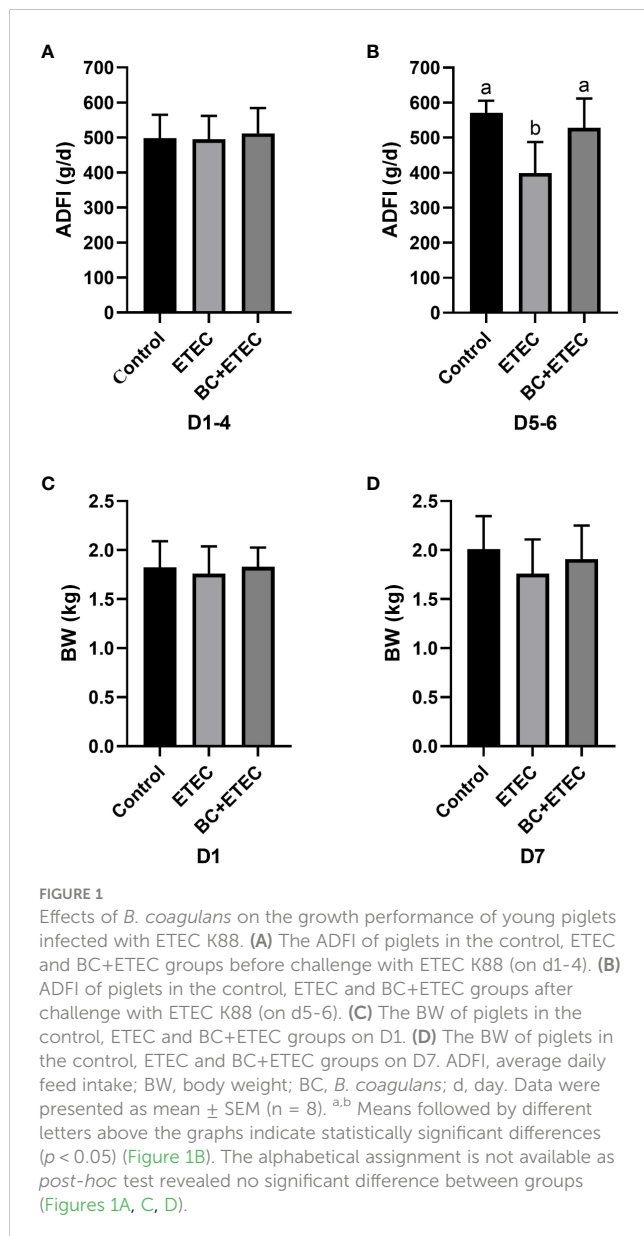 A
700
600
500
400
300
200
100
0
ADFI (g/d)
Control
ETEC
BC+ETEC
D1-4
B
700
600
500
400
300
200
100
0
ADFI (g/d)
a
b
a
Control
ETEC
BC+ETEC
D5-6
C
2.5
2.0
1.5
1.0
0.5
0.0
BW (kg)
Control
ETEC
BC+ETEC
D1
D
2.5
2.0
1.5
1.0
0.5
0.0
BW (kg)
Control
ETEC
BC+ETEC
D7
FIGURE 1
Effects of B. coagulans on the growth performance of young piglets
infected with ETEC K88. (A) The ADFI of piglets in the control, ETEC
and BC+ETEC groups before challenge with ETEC K88 (on d1-4). (B)
ADFI of piglets in the control, ETEC and BC+ETEC groups after
challenge with ETEC K88 (on d5-6). (C) The BW of piglets in the
control, ETEC and BC+ETEC groups on D1. (D) The BW of piglets in
the control, ETEC and BC+ETEC groups on D7. ADFI, average daily
feed intake; BW, body weight; BC, B. coagulans; d, day. Data were
presented as mean ± SEM (n = 8). a,b Means followed by different
letters above the graphs indicate statistically significant differences
(p < 0.05) (Figure 1B). The alphabetical assignment is not available as
post-hoc test revealed no significant difference between groups
(Figures 1A, C, D).